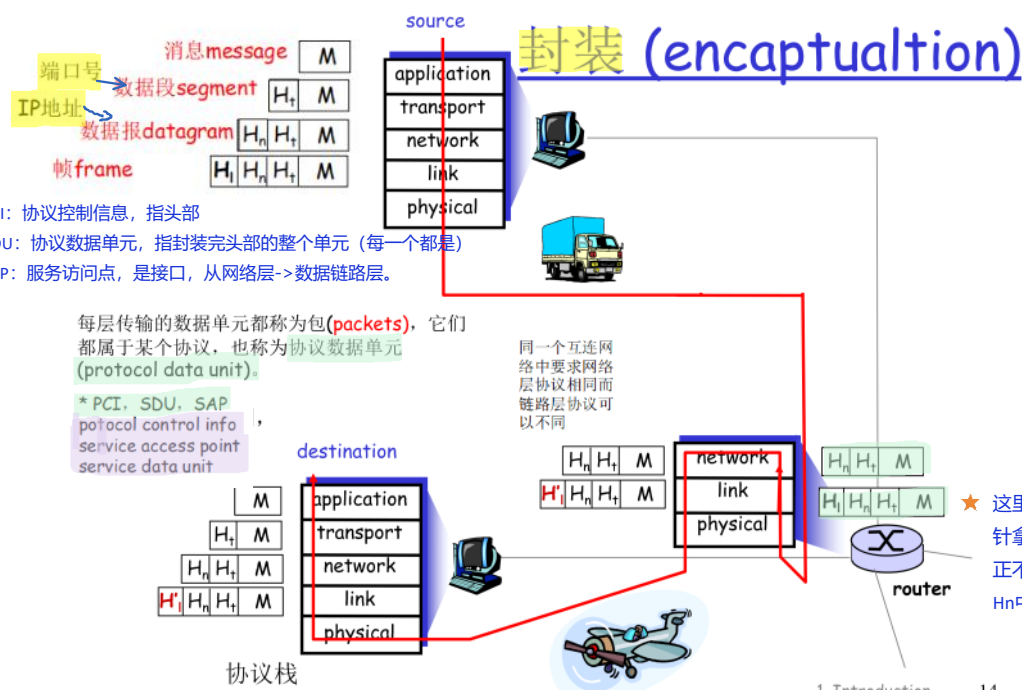 source
封装 (encaptualtion)
消息message
M
端口号
数据段segment
Ht M
IP地址
数据报datagram
Hn Ht M
帧frame
Hl Hn Ht M
application
transport
network
link
physical
I：协议控制信息，指头部
DU：协议数据单元，指封装完头部的整个单元（每一个都是）
P：服务访问点，是接口，从网络层->数据链路层。
每层传输的数据单元都称为包(packets)，它们
都属于某个协议，也称为协议数据单元
(protocol data unit)。
* PCI，SDU，SAP
potocol control info ，
service access point
service data unit
同一个互连网
络中要求网络
层协议相同而
链路层协议可
以不同
destination
M
Ht M
Hn Ht M
H'l Hn Ht M
application
transport
network
link
physical
协议栈
Hn Ht M
H'l Hn Ht M
network
link
physical
Hn Ht M
Hl Hn Ht M
router
这里
针拿
正不
Hn中
1 Introduction
14